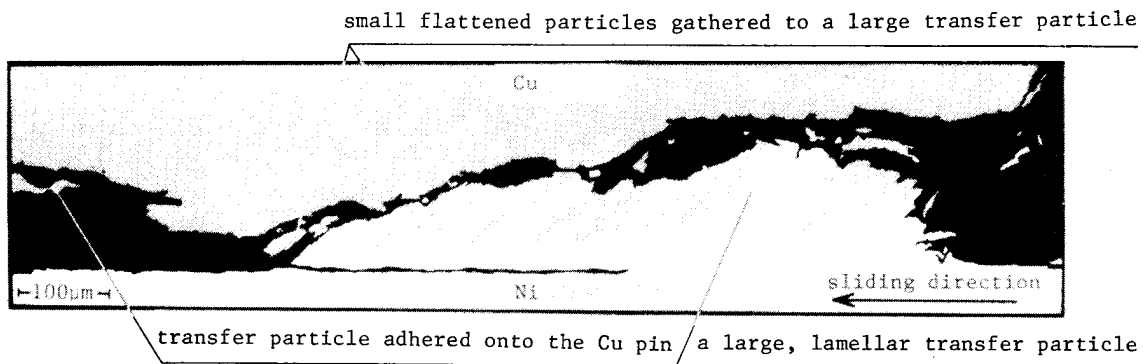 small flattened particles gathered to a large transfer particle
Cu
100µm
Ni
sliding direction
transfer particle adhered onto the Cu pin
a large, lamellar transfer particle